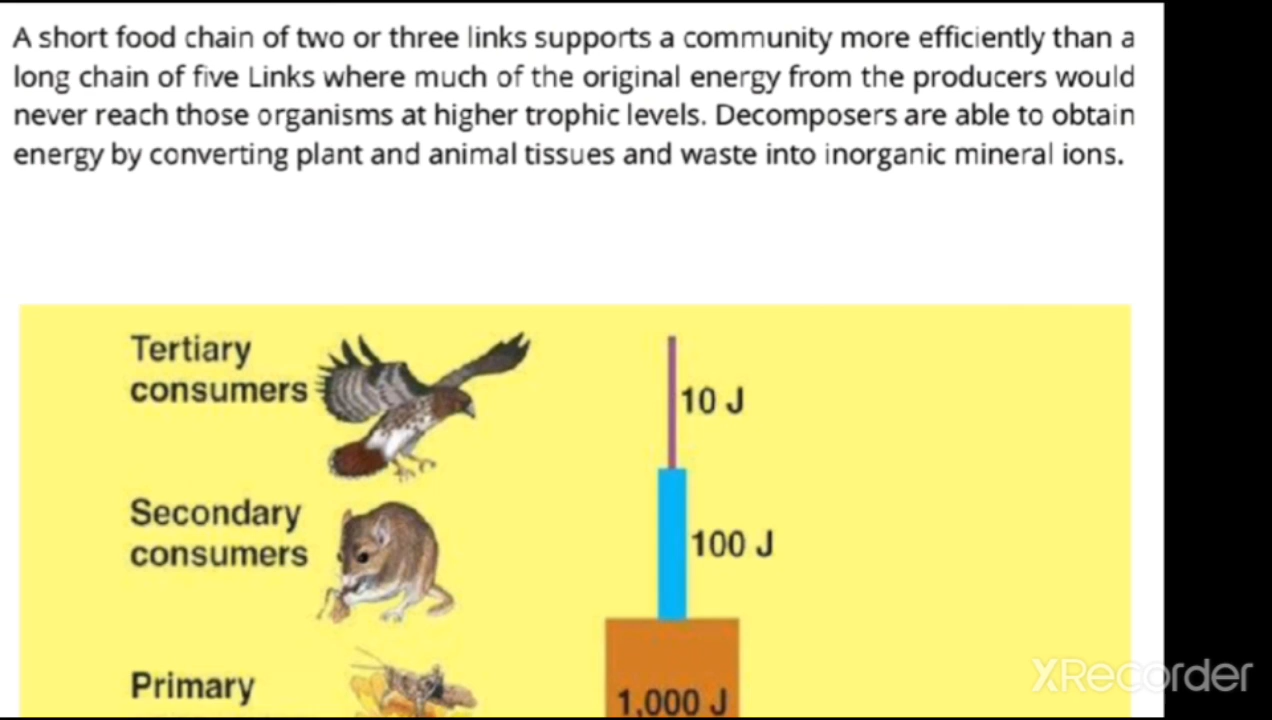 A short food chain of two or three links supports a community more efficiently than a
long chain of five Links where much of the original energy from the producers would
never reach those organisms at higher trophic levels. Decomposers are able to obtain
energy by converting plant and animal tissues and waste into inorganic mineral ions.
Tertiary
consumers
10 J
Secondary
consumers
100 J
Primary
1,000 J
XRecorder